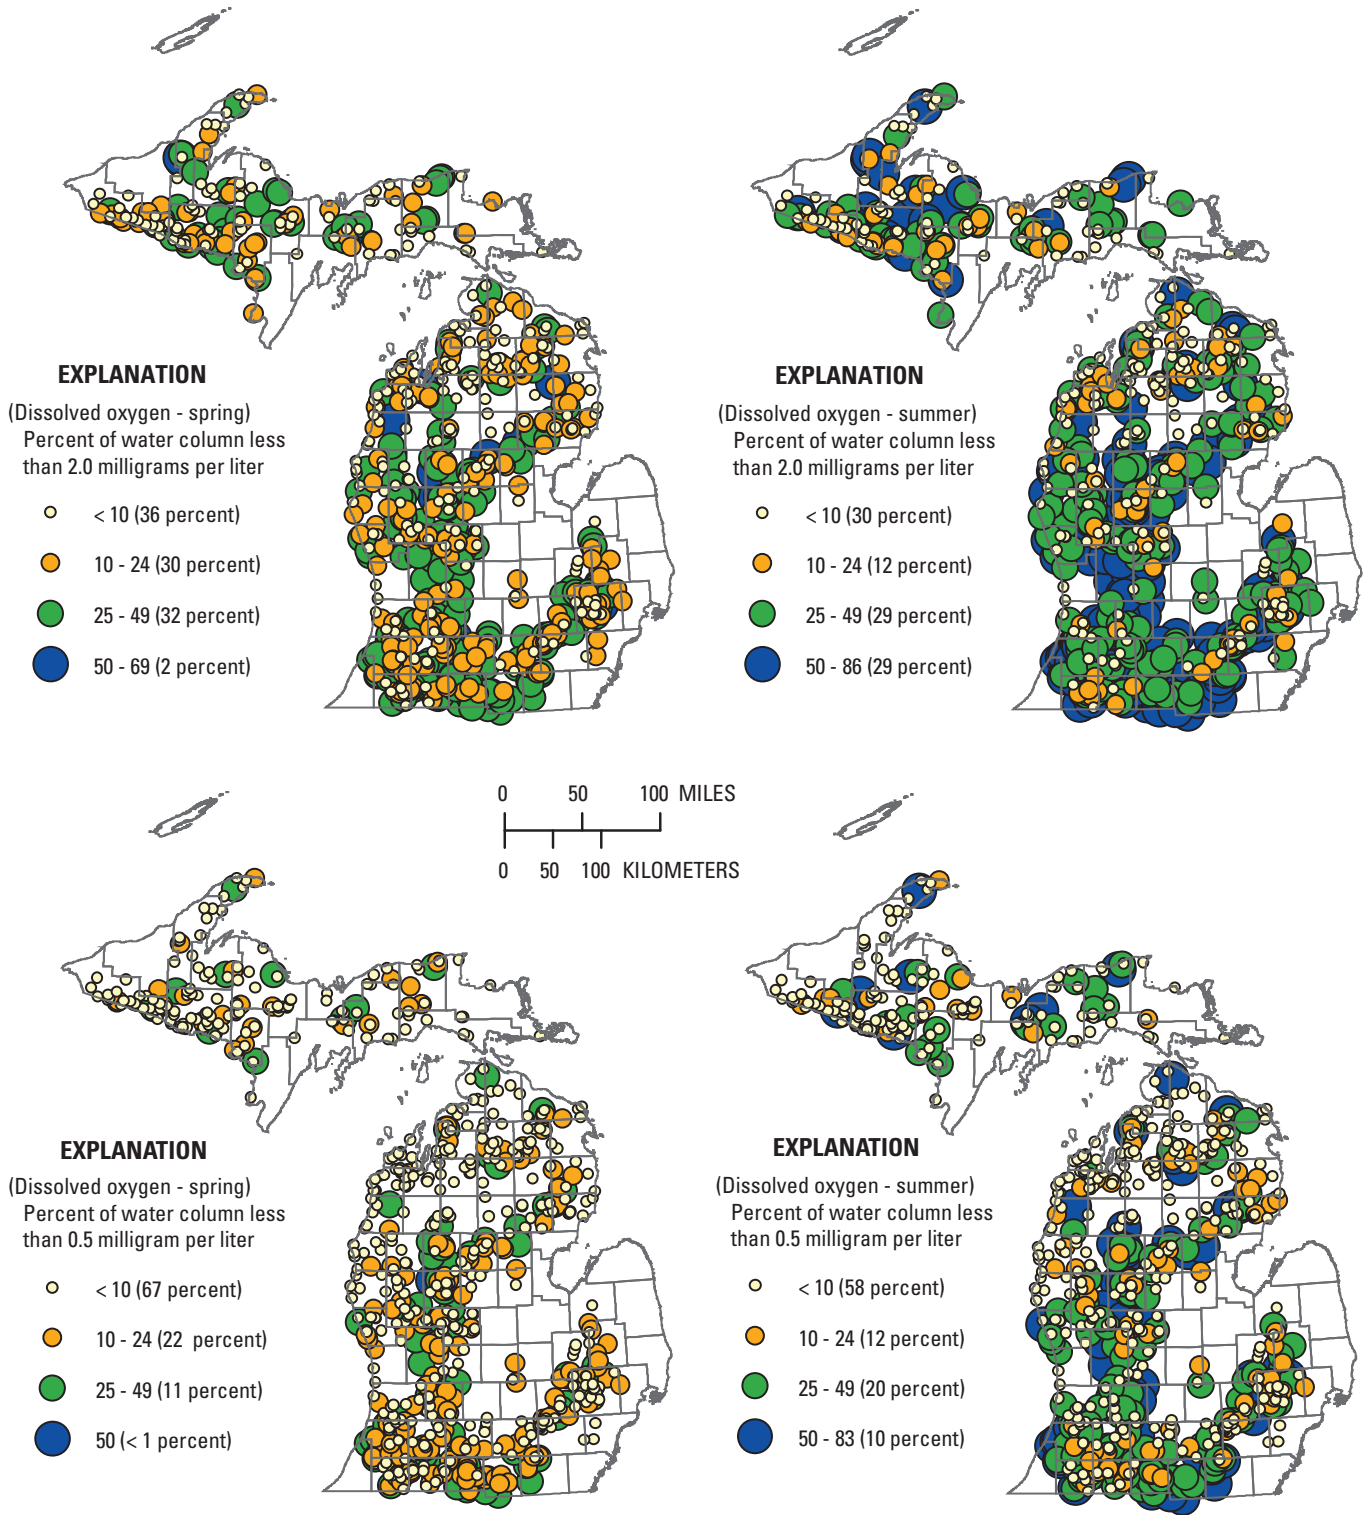 EXPLANATION
(Dissolved oxygen - spring)
Percent of water column less
than 2.0 milligrams per liter
< 10 (36 percent)
10 - 24 (30 percent)
25 - 49 (32 percent)
50 - 69 (2 percent)
EXPLANATION
(Dissolved oxygen - summer)
Percent of water column less
than 2.0 milligrams per liter
< 10 (30 percent)
10 - 24 (12 percent)
25 - 49 (29 percent)
50 - 86 (29 percent)
0 50 100 MILES
0 50 100 KILOMETERS
EXPLANATION
(Dissolved oxygen - spring)
Percent of water column less
than 0.5 milligram per liter
< 10 (67 percent)
10 - 24 (22 percent)
25 - 49 (11 percent)
50 (< 1 percent)
EXPLANATION
(Dissolved oxygen - summer)
Percent of water column less
than 0.5 milligram per liter
< 10 (58 percent)
10 - 24 (12 percent)
25 - 49 (20 percent)
50 - 83 (10 percent)